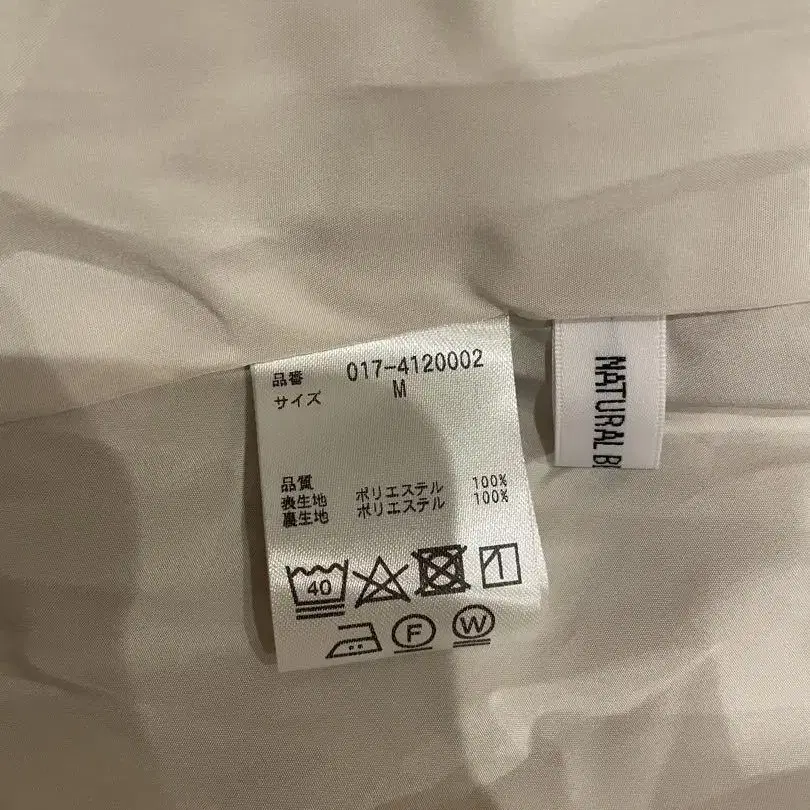 品番 017-4120002
サイズ M
品質
表生地 ポリエステル 100%
裏生地 ポリエステル 100%
40
F W
NATURAL